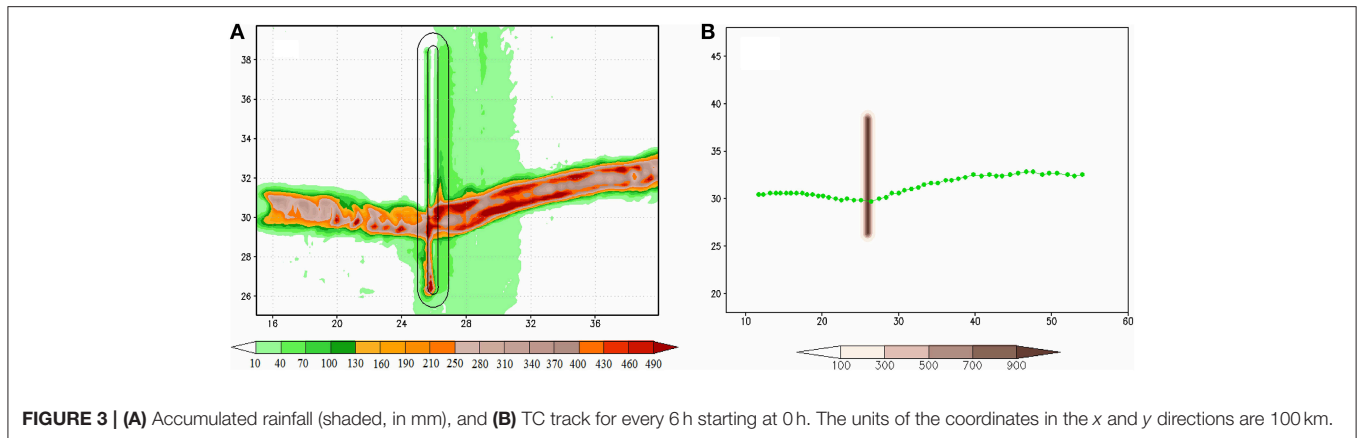 A
B
38
36
34
32
30
28
26
16 20 24 28 32 36
10 40 70 100 130 160 190 210 250 280 310 340 370 400 430 460 490
45
40
35
30
25
20
10 20 30 40 50 60
100 300 500 700 900
FIGURE 3 | (A) Accumulated rainfall (shaded, in mm), and (B) TC track for every 6 h starting at 0 h. The units of the coordinates in the x and y directions are 100 km.